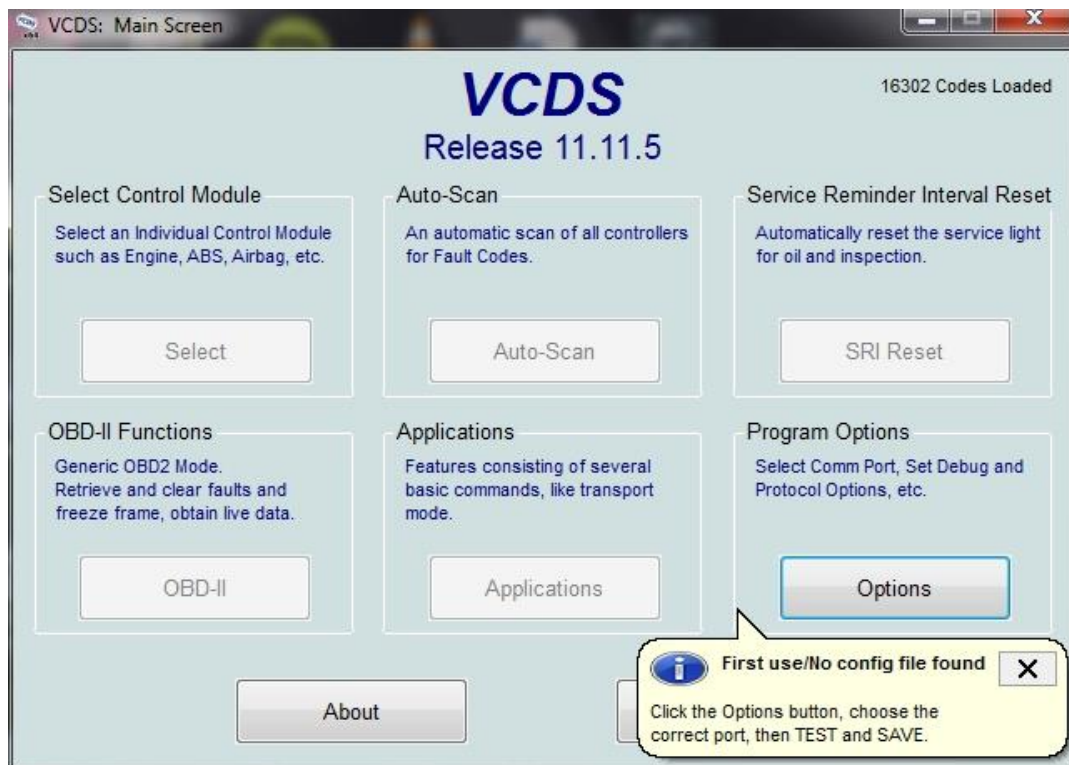 VCDS: Main Screen
VCDS
16302 Codes Loaded
Release 11.11.5
Select Control Module
Select an Individual Control Module
such as Engine, ABS, Airbag, etc.
Select
Auto-Scan
An automatic scan of all controllers
for Fault Codes.
Auto-Scan
Service Reminder Interval Reset
Automatically reset the service light
for oil and inspection.
SRI Reset
OBD-II Functions
Generic OBD2 Mode.
Retrieve and clear faults and
freeze frame, obtain live data.
OBD-II
Applications
Features consisting of several
basic commands, like transport
mode.
Applications
Program Options
Select Comm Port, Set Debug and
Protocol Options, etc.
Options
First use/No config file found
Click the Options button, choose the
correct port, then TEST and SAVE.
About